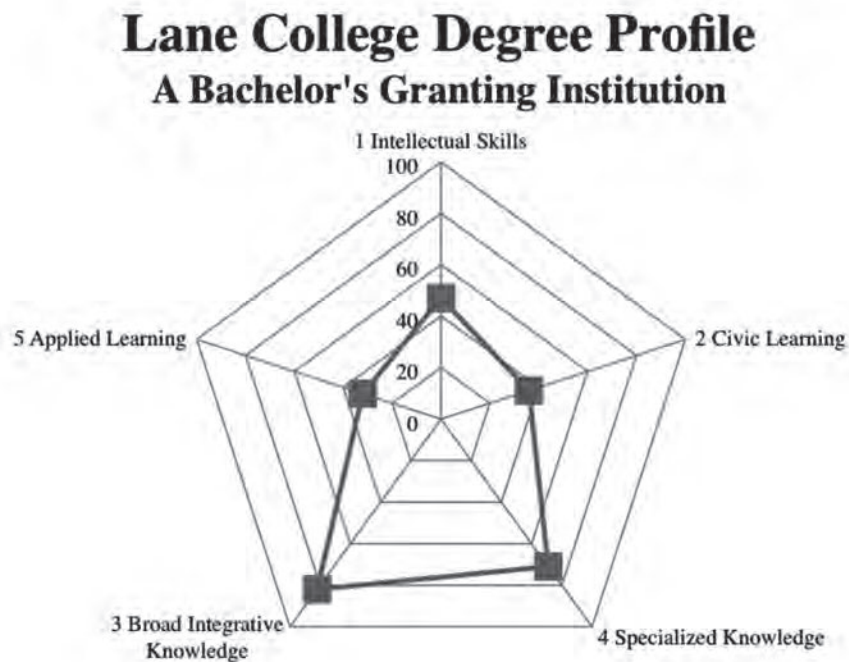 Lane College Degree Profile
A Bachelor's Granting Institution
1 Intellectual Skills
100
80
60
40
20
0
5 Applied Learning
2 Civic Learning
3 Broad Integrative
Knowledge
4 Specialized Knowledge